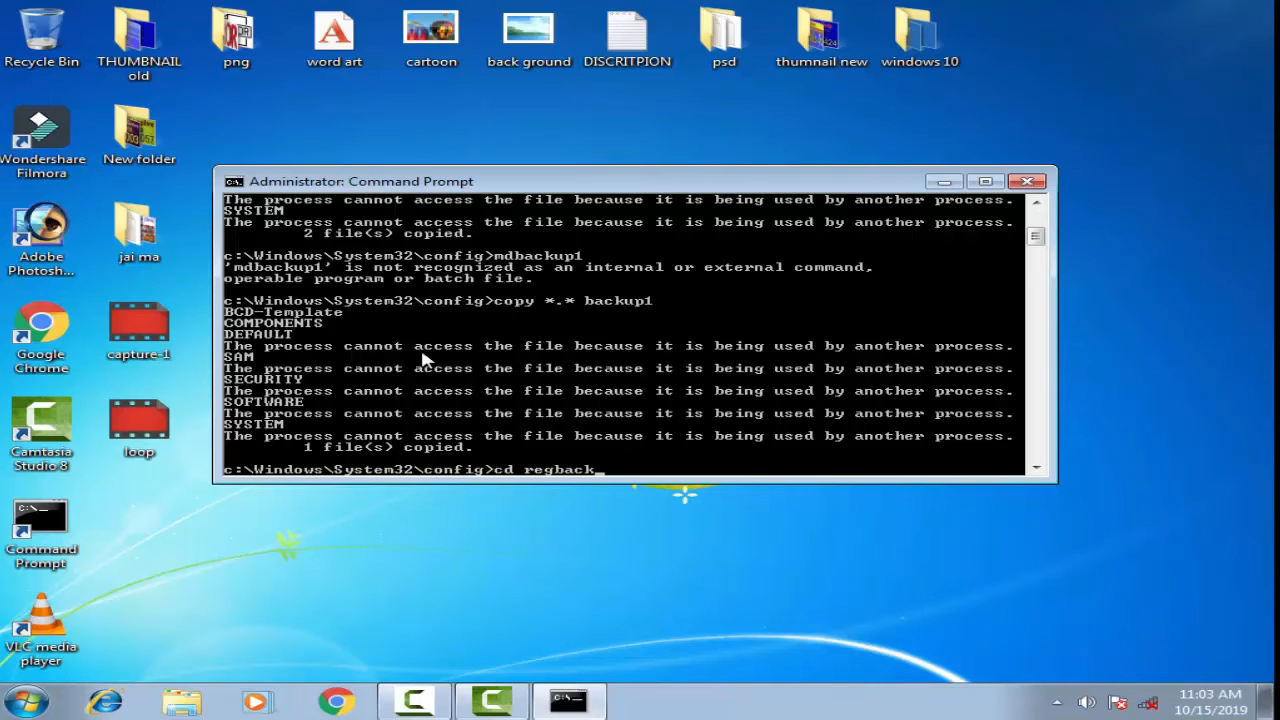 Recycle Bin
THUMBNAIL
old
png
word art
cartoon
back ground
DISCRITPION
psd
thumnail new
windows 10
Wondershare
Filmora
New folder
Adobe
Photosh...
jai ma
Google
Chrome
capture-1
Camtasia
Studio 8
loop
Command
Prompt
VLC media
player
Administrator: Command Prompt
The process cannot access the file because it is being used by another process.
SYSTEM
The process cannot access the file because it is being used by another process.
2 file(s) copied.
c:\Windows\System32\config>mdbackup1
'mdbackup1' is not recognized as an internal or external command,
operable program or batch file.
c:\Windows\System32\config>copy *.* backup1
BCD-Template
COMPONENTS
DEFAULT
The process cannot access the file because it is being used by another process.
SAM
The process cannot access the file because it is being used by another process.
SECURITY
The process cannot access the file because it is being used by another process.
SOFTWARE
The process cannot access the file because it is being used by another process.
SYSTEM
The process cannot access the file because it is being used by another process.
1 file(s) copied.
c:\Windows\System32\config>cd regback_
11:03 AM
10/15/2019